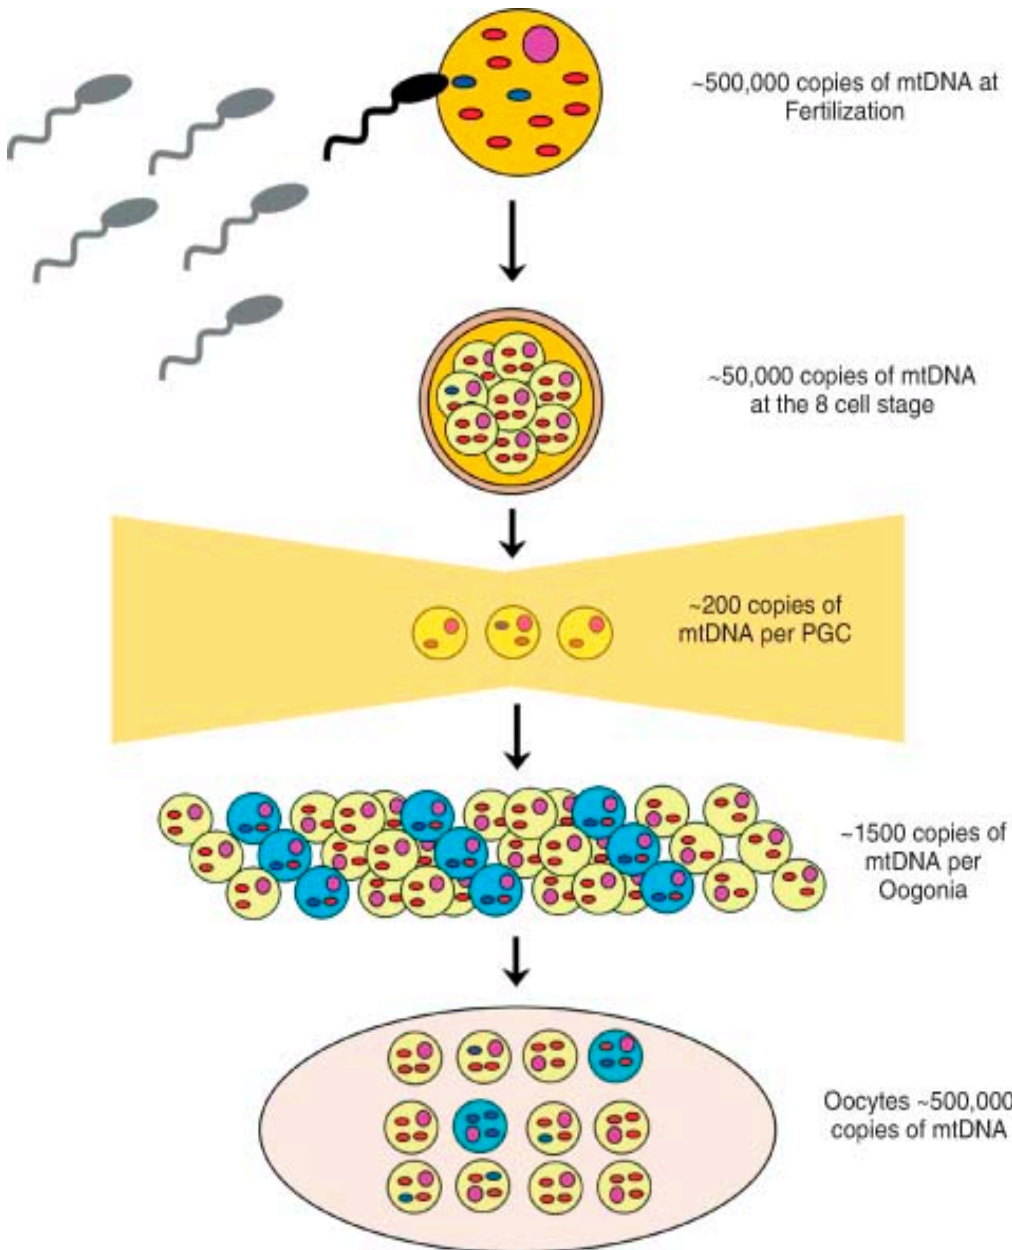 ~500,000 copies of mtDNA at
Fertilization
~50,000 copies of mtDNA
at the 8 cell stage
~200 copies of
mtDNA per PGC
~1500 copies of
mtDNA per
Oogonia
Oocytes ~500,000
copies of mtDNA